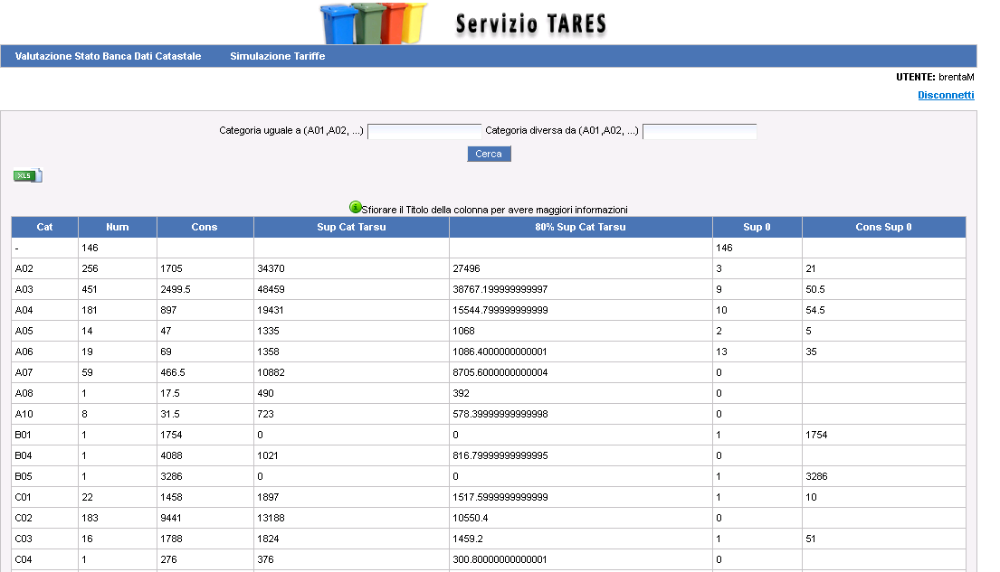 Servizio TARES
Valutazione Stato Banca Dati Catastale Simulazione Tariffe
UTENTE: brentaM
Disconnetti
Categoria uguale a (A01,A02, ...) Categoria diversa da (A01,A02, ...)
Cerca
XLS
Sfiorare il Titolo della colonna per avere maggiori informazioni
Cat Num Cons Sup Cat Tarsu 80% Sup Cat Tarsu Sup 0 Cons Sup 0
- 146 146
A02 256 1705 34370 27496 3 21
A03 451 2499.5 48459 38767.199999999997 9 50.5
A04 181 897 19431 15544.799999999999 10 54.5
A05 14 47 1335 1068 2 5
A06 19 69 1358 1086.4000000000001 13 35
A07 59 466.5 10882 8705.6000000000004 0
A08 1 17.5 490 392 0
A10 8 31.5 723 578.39999999999998 0
B01 1 1754 0 0 1 1754
B04 1 4088 1021 816.79999999999995 0
B05 1 3286 0 0 1 3286
C01 22 1458 1897 1517.5999999999999 1 10
C02 183 9441 13188 10550.4 0
C03 16 1788 1824 1459.2 1 51
C04 1 276 376 300.80000000000001 0